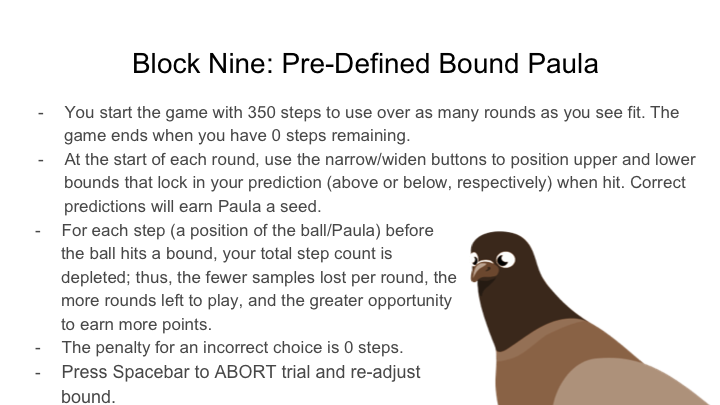 Block Nine: Pre-Defined Bound Paula
- You start the game with 350 steps to use over as many rounds as you see fit. The
game ends when you have 0 steps remaining.
- At the start of each round, use the narrow/widen buttons to position upper and lower
bounds that lock in your prediction (above or below, respectively) when hit. Correct
predictions will earn Paula a seed.
- For each step (a position of the ball/Paula) before
the ball hits a bound, your total step count is
depleted; thus, the fewer samples lost per round, the
more rounds left to play, and the greater opportunity
to earn more points.
- The penalty for an incorrect choice is 0 steps.
- Press Spacebar to ABORT trial and re-adjust
bound.